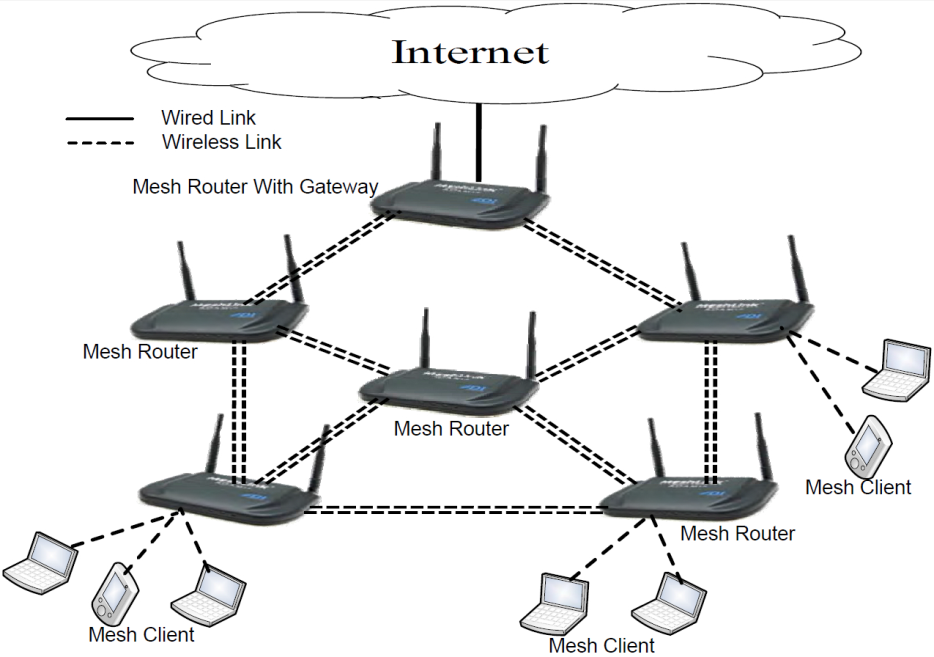 Internet
Wired Link
Wireless Link
Mesh Router With Gateway
Mesh Router
Mesh Router
Mesh Client
Mesh Router
Mesh Client
Mesh Client